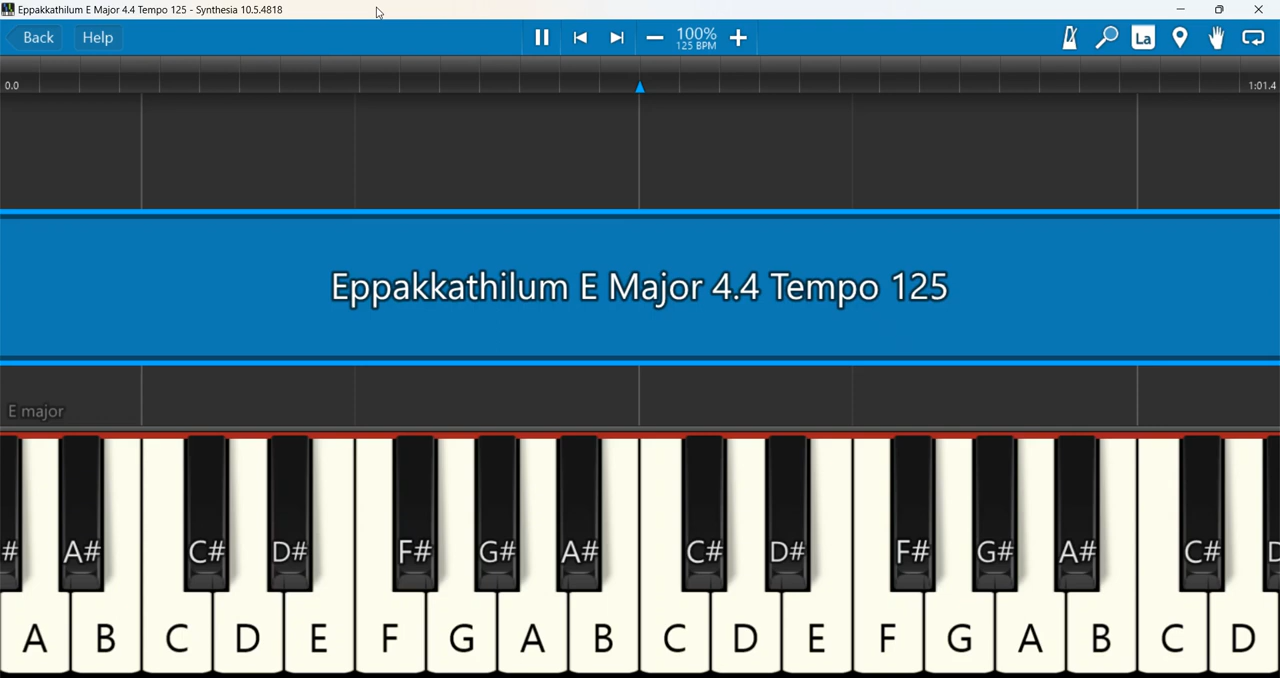 Eppakkathilum E Major 4.4 Tempo 125 - Synthesia 10.5.4818
Back Help 100%
125 BPM
La
0.0 1:01.4
Eppakkathilum E Major 4.4 Tempo 125
E major
# A# C# D# F# G# A# C# D# F# G# A# C# D
A B C D E F G A B C D E F G A B C D